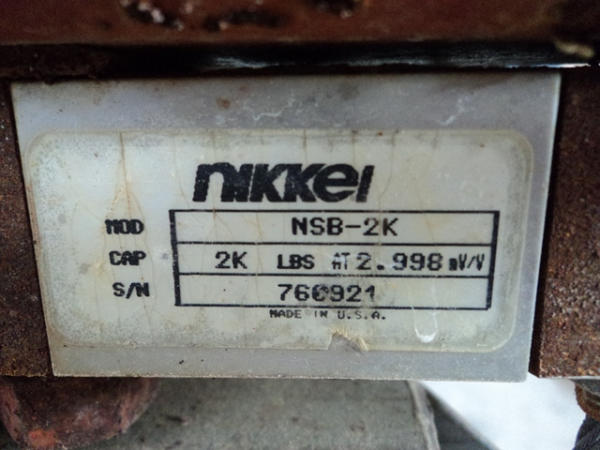 nikkei
MOD NSB-2K
CAP 2K LBS AT 2.998 mV/V
S/N 760921
MADE IN U.S.A.